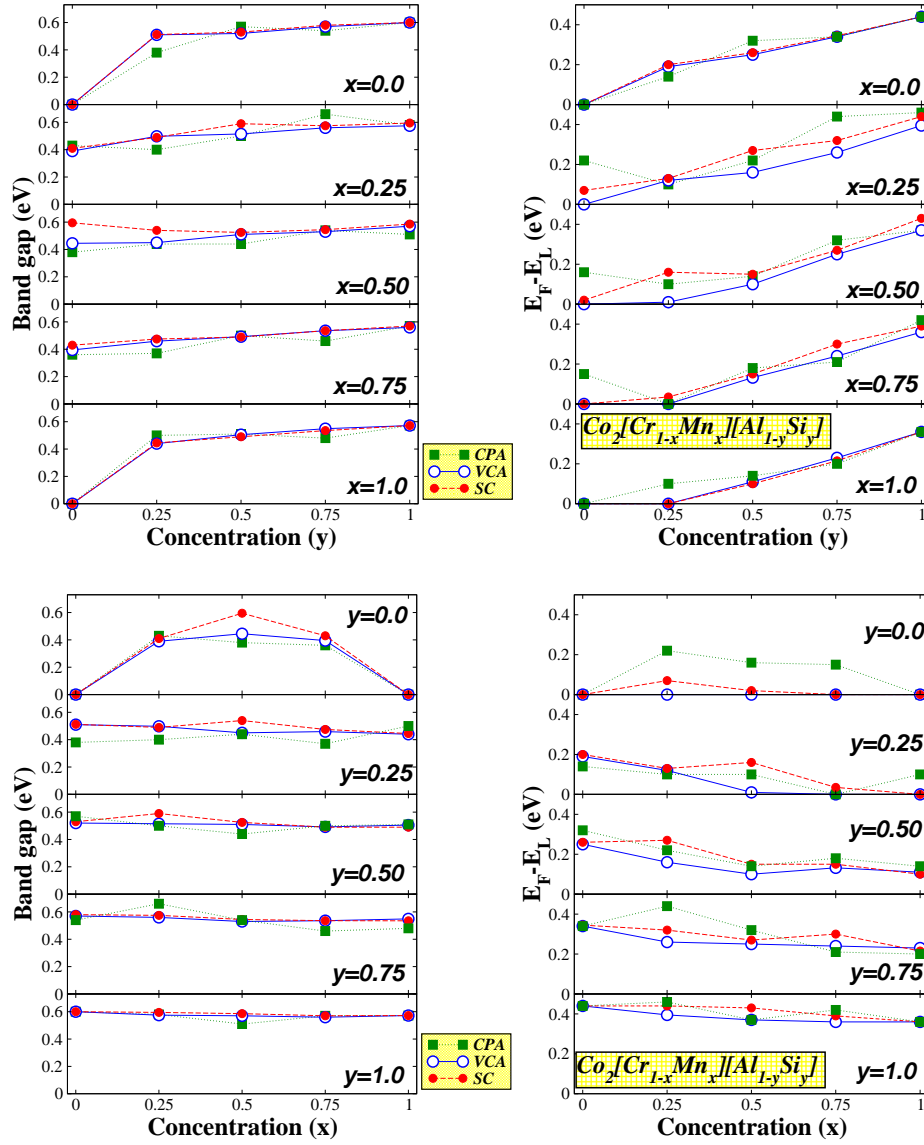 0.6
0.4
0.2
0
x=0.0
0.6
0.4
0.2
0
x=0.25
0.6
0.4
0.2
0
x=0.50
0.6
0.4
0.2
0
x=0.75
0.6
0.4
0.2
0
x=1.0
0 0.25 0.5 0.75 1
Concentration (y)
Band gap (eV)
CPA
VCA
SC
0.4
0.2
0
x=0.0
0.4
0.2
0
x=0.25
0.4
0.2
0
x=0.50
0.4
0.2
0
x=0.75
Co2[Cr1-xMnx][Al1-ySiy]
0.4
0.2
0
x=1.0
0 0.25 0.5 0.75 1
Concentration (y)
EF-EL (eV)
0.6
0.4
0.2
0
y=0.0
0.6
0.4
0.2
0
y=0.25
0.6
0.4
0.2
0
y=0.50
0.6
0.4
0.2
0
y=0.75
0.6
0.4
0.2
0
y=1.0
0 0.25 0.5 0.75 1
Concentration (x)
Band gap (eV)
CPA
VCA
SC
0.4
0.2
0
y=0.0
0.4
0.2
0
y=0.25
0.4
0.2
0
y=0.50
0.4
0.2
0
y=0.75
0.4
0.2
0
Co2[Cr1-xMnx][Al1-ySiy]
y=1.0
0 0.25 0.5 0.75 1
Concentration (x)
EF-EL (eV)